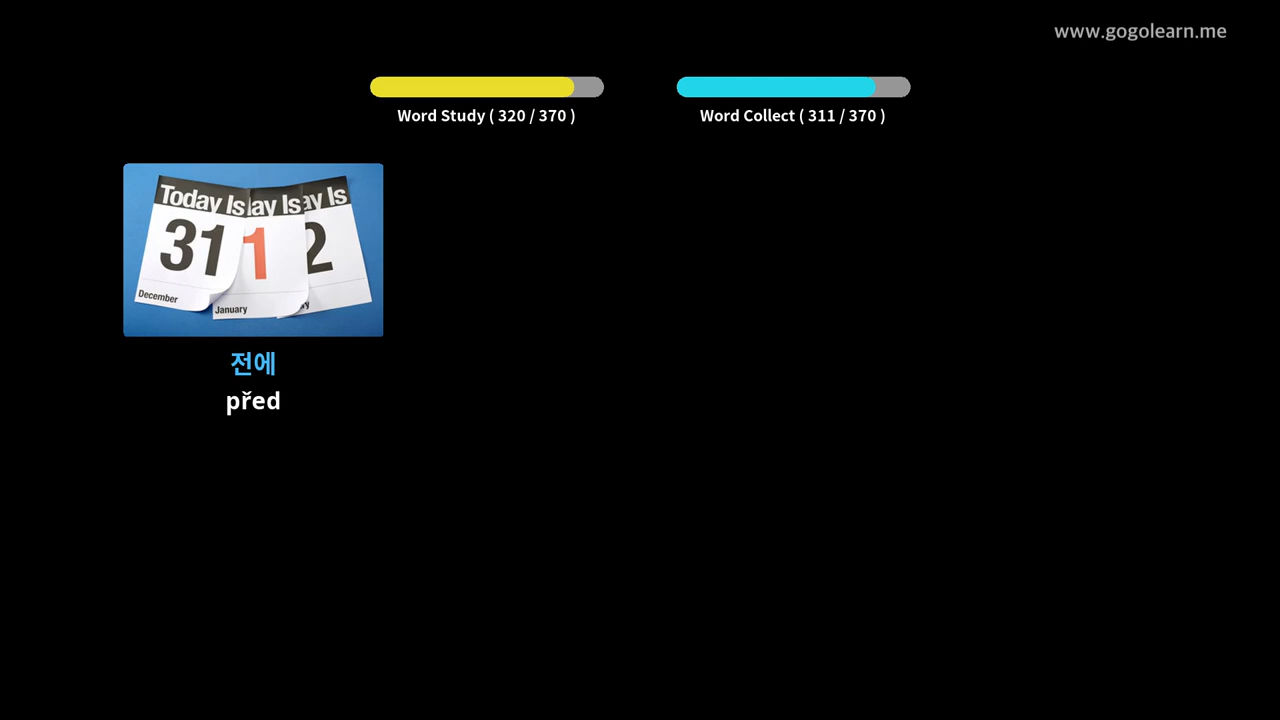 www.gogolearn.me
Word Study ( 320 / 370 )
Word Collect ( 311 / 370 )
Today Is
ay Is
ay Is
31
1
2
December
January
ry
전에
před